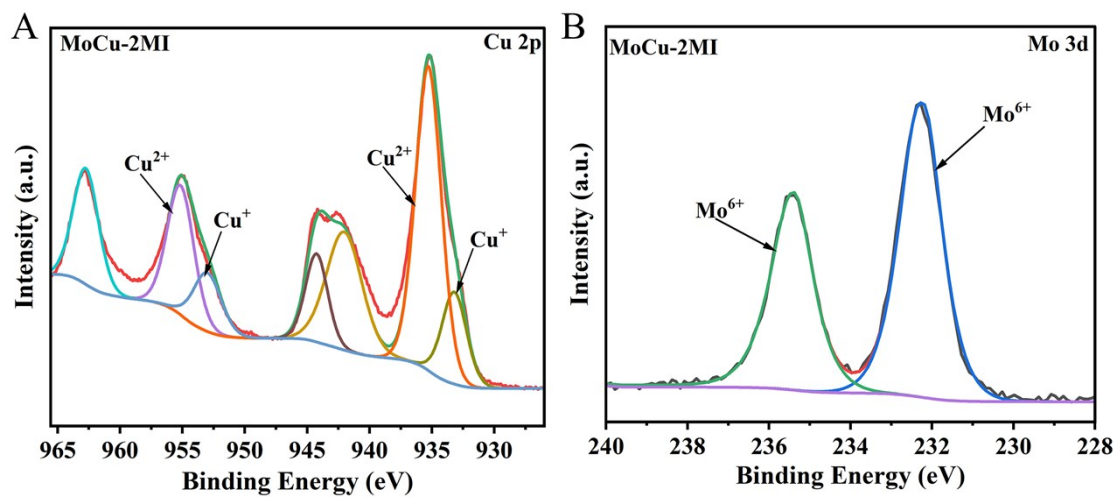 A
MoCu-2MI
Cu 2p
Cu²⁺
Cu⁺
Cu²⁺
Cu⁺
Intensity (a.u.)
965 960 955 950 945 940 935 930
Binding Energy (eV)
B
MoCu-2MI
Mo 3d
Mo⁶⁺
Mo⁶⁺
Intensity (a.u.)
240 238 236 234 232 230 228
Binding Energy (eV)